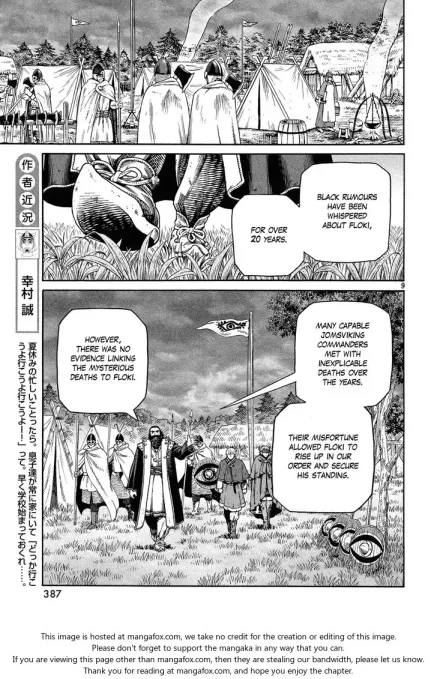 BLACK RUMOURS
HAVE BEEN
WHISPERED
ABOUT FLOKI,
FOR OVER
20 YEARS.
9
作者近況
幸村誠
夏休みの忙しいことったら。息子達が常に家にいて「どっか行こ
うよ行こうよ行こうよー！」って。早く学校始まっておくれ……。
MANY CAPABLE
JOMSVIKING
COMMANDERS
MET WITH
INEXPLICABLE
DEATHS OVER
THE YEARS.
HOWEVER,
THERE WAS NO
EVIDENCE LINKING
THE MYSTERIOUS
DEATHS TO FLOKI.
THEIR MISFORTUNE
ALLOWED FLOKI TO
RISE UP IN OUR
ORDER AND SECURE
HIS STANDING.
387
This image is hosted at mangafox.com, we take no credit for the creation or editing of this image.
Please don't forget to support the mangaka in any way that you can.
If you are viewing this page other than mangafox.com, then they are stealing our bandwidth, please let us know.
Thank you for reading at mangafox.com, and hope you enjoy the chapter.